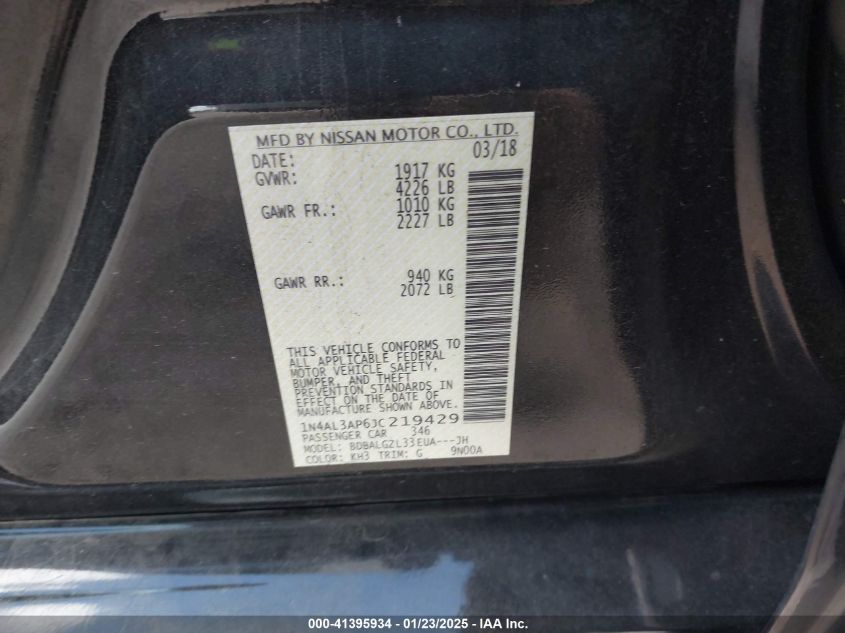 MFD BY NISSAN MOTOR CO., LTD.
DATE: 03/18
GVWR: 1917 KG
4226 LB
GAWR FR.: 1010 KG
2227 LB
GAWR RR.: 940 KG
2072 LB
THIS VEHICLE CONFORMS TO
ALL APPLICABLE FEDERAL
MOTOR VEHICLE SAFETY,
BUMPER, AND THEFT
PREVENTION STANDARDS IN
EFFECT ON THE DATE OF
MANUFACTURE SHOWN ABOVE.
1N4AL3AP6JC219429
PASSENGER CAR 346
MODEL: BDBALGZL33EUA---JH
COLOR: KH3 TRIM: G 9N00A
000-41395934 - 01/23/2025 - © IAA, Inc.